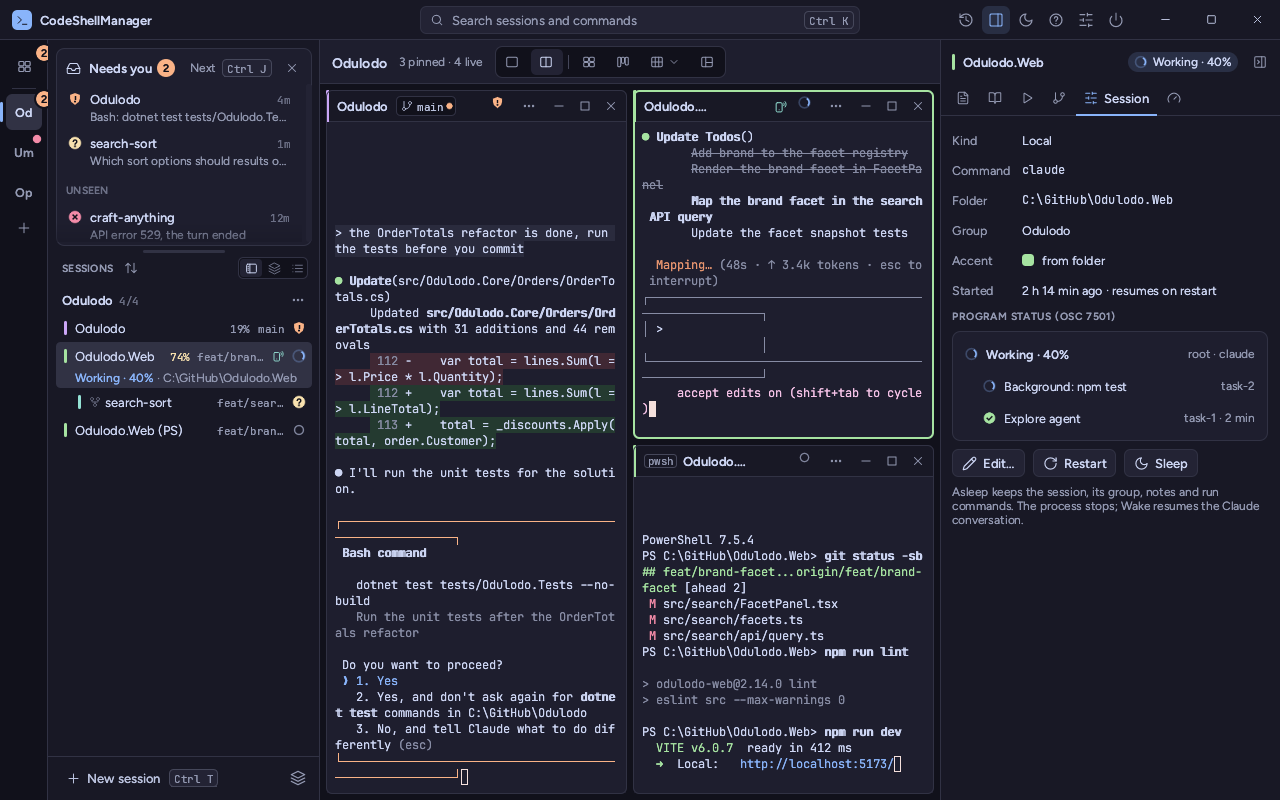 CodeShellManager
Search sessions and commands
Ctrl K
2
2
Od
Um
Op
Needs you 2 Next Ctrl J
Odulodo 4m
Bash: dotnet test tests/Odulodo.Te…
search-sort 1m
Which sort options should results o…
UNSEEN
craft-anything 12m
API error 529, the turn ended
SESSIONS
Odulodo 4/4
Odulodo 19% main
Odulodo.Web 74% feat/bran…
Working · 40% · C:\GitHub\Odulodo.Web
search-sort feat/sear…
Odulodo.Web (PS) feat/bran…
New session Ctrl T
Odulodo 3 pinned · 4 live
Odulodo main
> the OrderTotals refactor is done, run
the tests before you commit
● Update(src/Odulodo.Core/Orders/OrderTo
tals.cs)
Updated src/Odulodo.Core/Orders/Ord
erTotals.cs with 31 additions and 44 rem
ovals
112 - var total = lines.Sum(l =
> l.Price * l.Quantity);
112 + var total = lines.Sum(l =
> l.LineTotal);
113 + total = _discounts.Apply(
total, order.Customer);
● I'll run the unit tests for the soluti
on.
Bash command
dotnet test tests/Odulodo.Tests --no-
build
Run the unit tests after the OrderTot
als refactor
Do you want to proceed?
❯ 1. Yes
2. Yes, and don't ask again for dotne
t test commands in C:\GitHub\Odulodo
3. No, and tell Claude what to do dif
ferently (esc)
Odulodo....
● Update Todos()
Add brand to the facet registry
Render the brand facet in FacetPa
nel
Map the brand facet in the search
API query
Update the facet snapshot tests
Mapping… (48s · ↑ 3.4k tokens · esc to
interrupt)
>
accept edits on (shift+tab to cycle
)
pwsh Odulodo....
PowerShell 7.5.4
PS C:\GitHub\Odulodo.Web> git status -sb
## feat/brand-facet...origin/feat/brand-
facet [ahead 2]
M src/search/FacetPanel.tsx
M src/search/facets.ts
M src/search/api/query.ts
PS C:\GitHub\Odulodo.Web> npm run lint
> odulodo-web@2.14.0 lint
> eslint src --max-warnings 0
PS C:\GitHub\Odulodo.Web> npm run dev
VITE v6.0.7 ready in 412 ms
➜ Local: http://localhost:5173/
Odulodo.Web Working · 40%
Session
Kind Local
Command claude
Folder C:\GitHub\Odulodo.Web
Group Odulodo
Accent from folder
Started 2 h 14 min ago · resumes on restart
PROGRAM STATUS (OSC 7501)
Working · 40% root · claude
Background: npm test task-2
Explore agent task-1 · 2 min
Edit… Restart Sleep
Asleep keeps the session, its group, notes and run
commands. The process stops; Wake resumes the Claude
conversation.